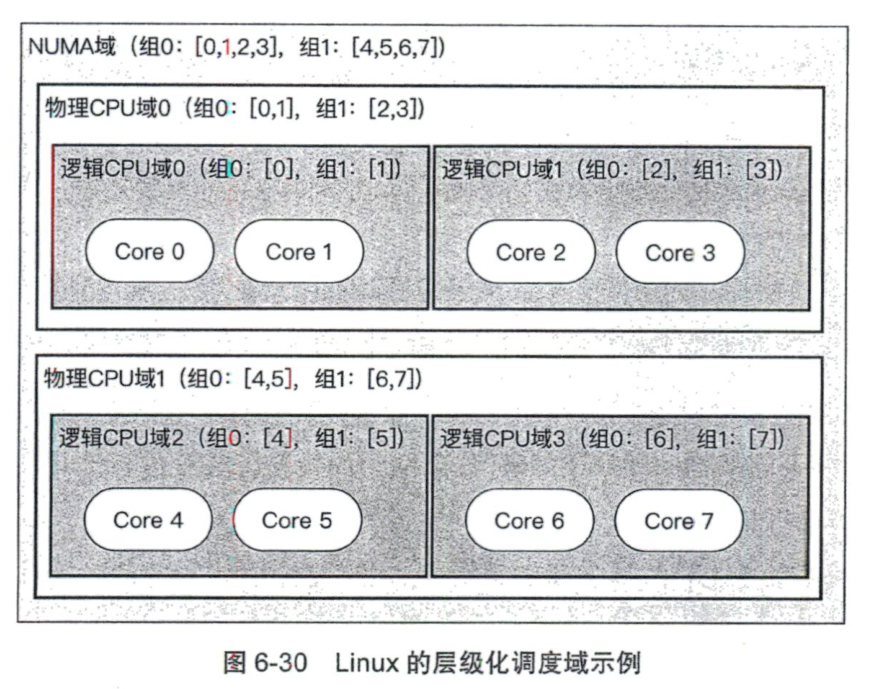 NUMA域（组0：[0,1,2,3]，组1：[4,5,6,7]）
物理CPU域0（组0：[0,1]，组1：[2,3]）
逻辑CPU域0（组0：[0]，组1：[1]） 逻辑CPU域1（组0：[2]，组1：[3]）
Core 0 Core 1 Core 2 Core 3
物理CPU域1（组0：[4,5]，组1：[6,7]）
逻辑CPU域2（组0：[4]，组1：[5]） 逻辑CPU域3（组0：[6]，组1：[7]）
Core 4 Core 5 Core 6 Core 7
图 6-30 Linux 的层级化调度域示例